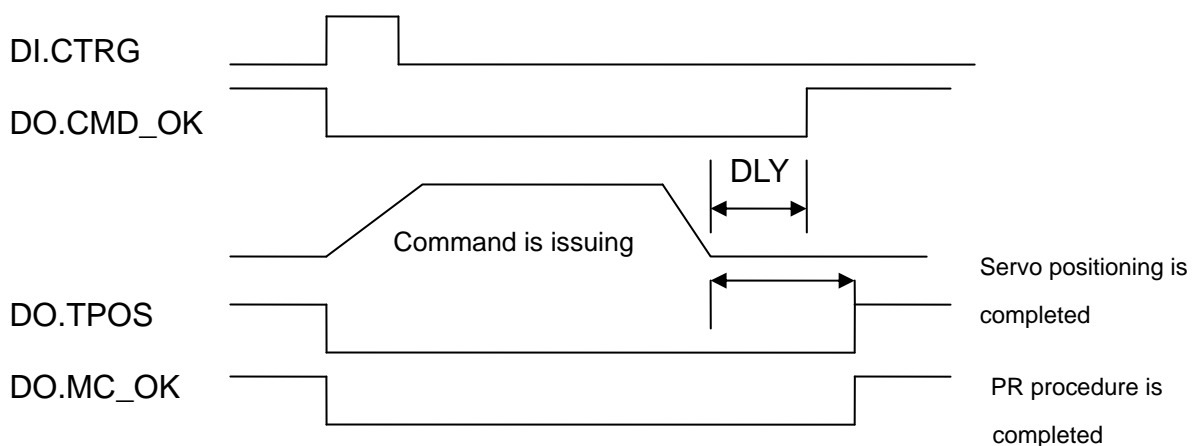 DI.CTRG
DO.CMD_OK
DLY
Command is issuing
Servo positioning is
completed
DO.TPOS
DO.MC_OK
PR procedure is
completed